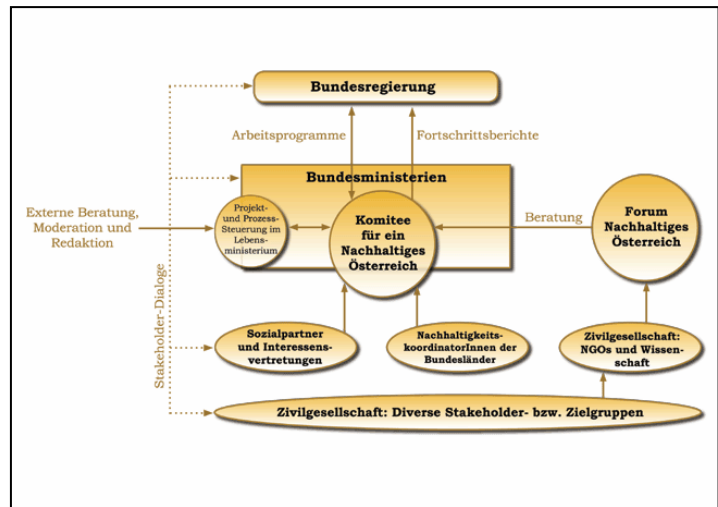 Bundesregierung
Arbeitsprogramme
Fortschrittsberichte
Bundesministerien
Externe Beratung,
Moderation und
Redaktion
Projekt-
und Prozess-
Steuerung im
Lebens-
ministerium
Komitee
für ein
Nachhaltiges
Österreich
Beratung
Forum
Nachhaltiges
Österreich
Stakeholder-Dialoge
Sozialpartner
und Interessens-
vertretungen
Nachhaltigkeits-
koordinatorInnen der
Bundesländer
Zivilgesellschaft:
NGOs und Wissen-
schaft
Zivilgesellschaft: Diverse Stakeholder- bzw. Zielgruppen